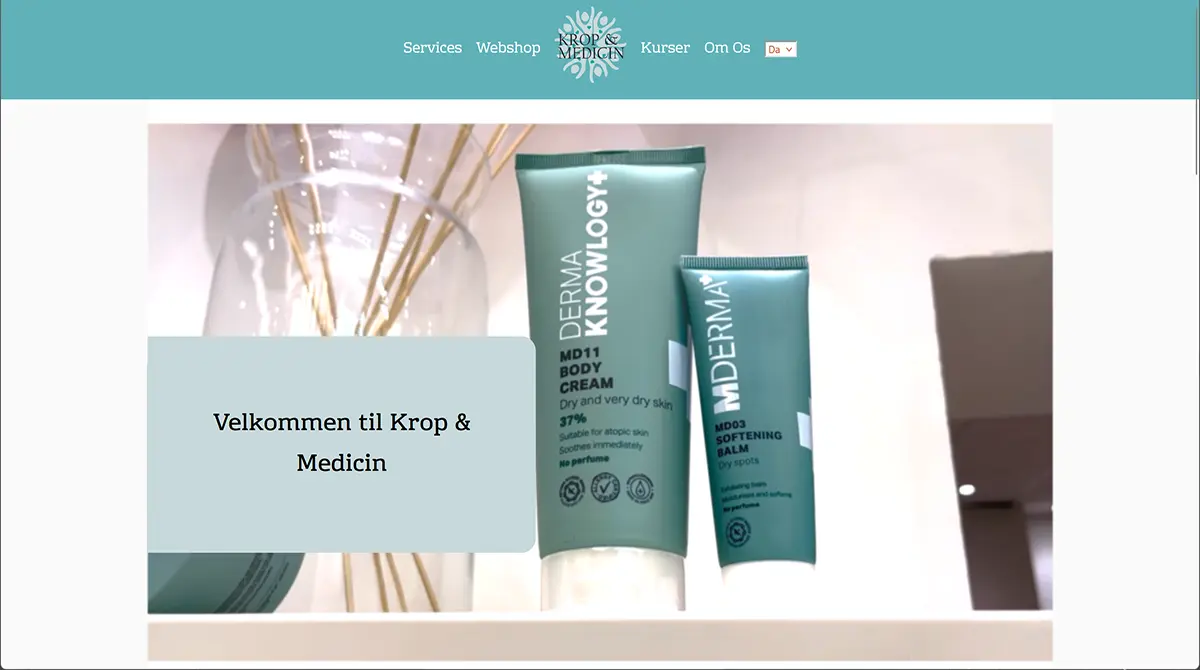 Services Webshop
KROP &
MEDICIN
Kurser Om Os Da
DERMA
KNOWLOGY+
MD11
BODY
CREAM
Dry and very dry skin
37%
Suitable for atopic skin
Soothes immediately
No perfume
MDERMA+
MD03
SOFTENING
BALM
Dry spots
Exfoliating
Moisturises and softens
No perfume
Velkommen til Krop &
Medicin